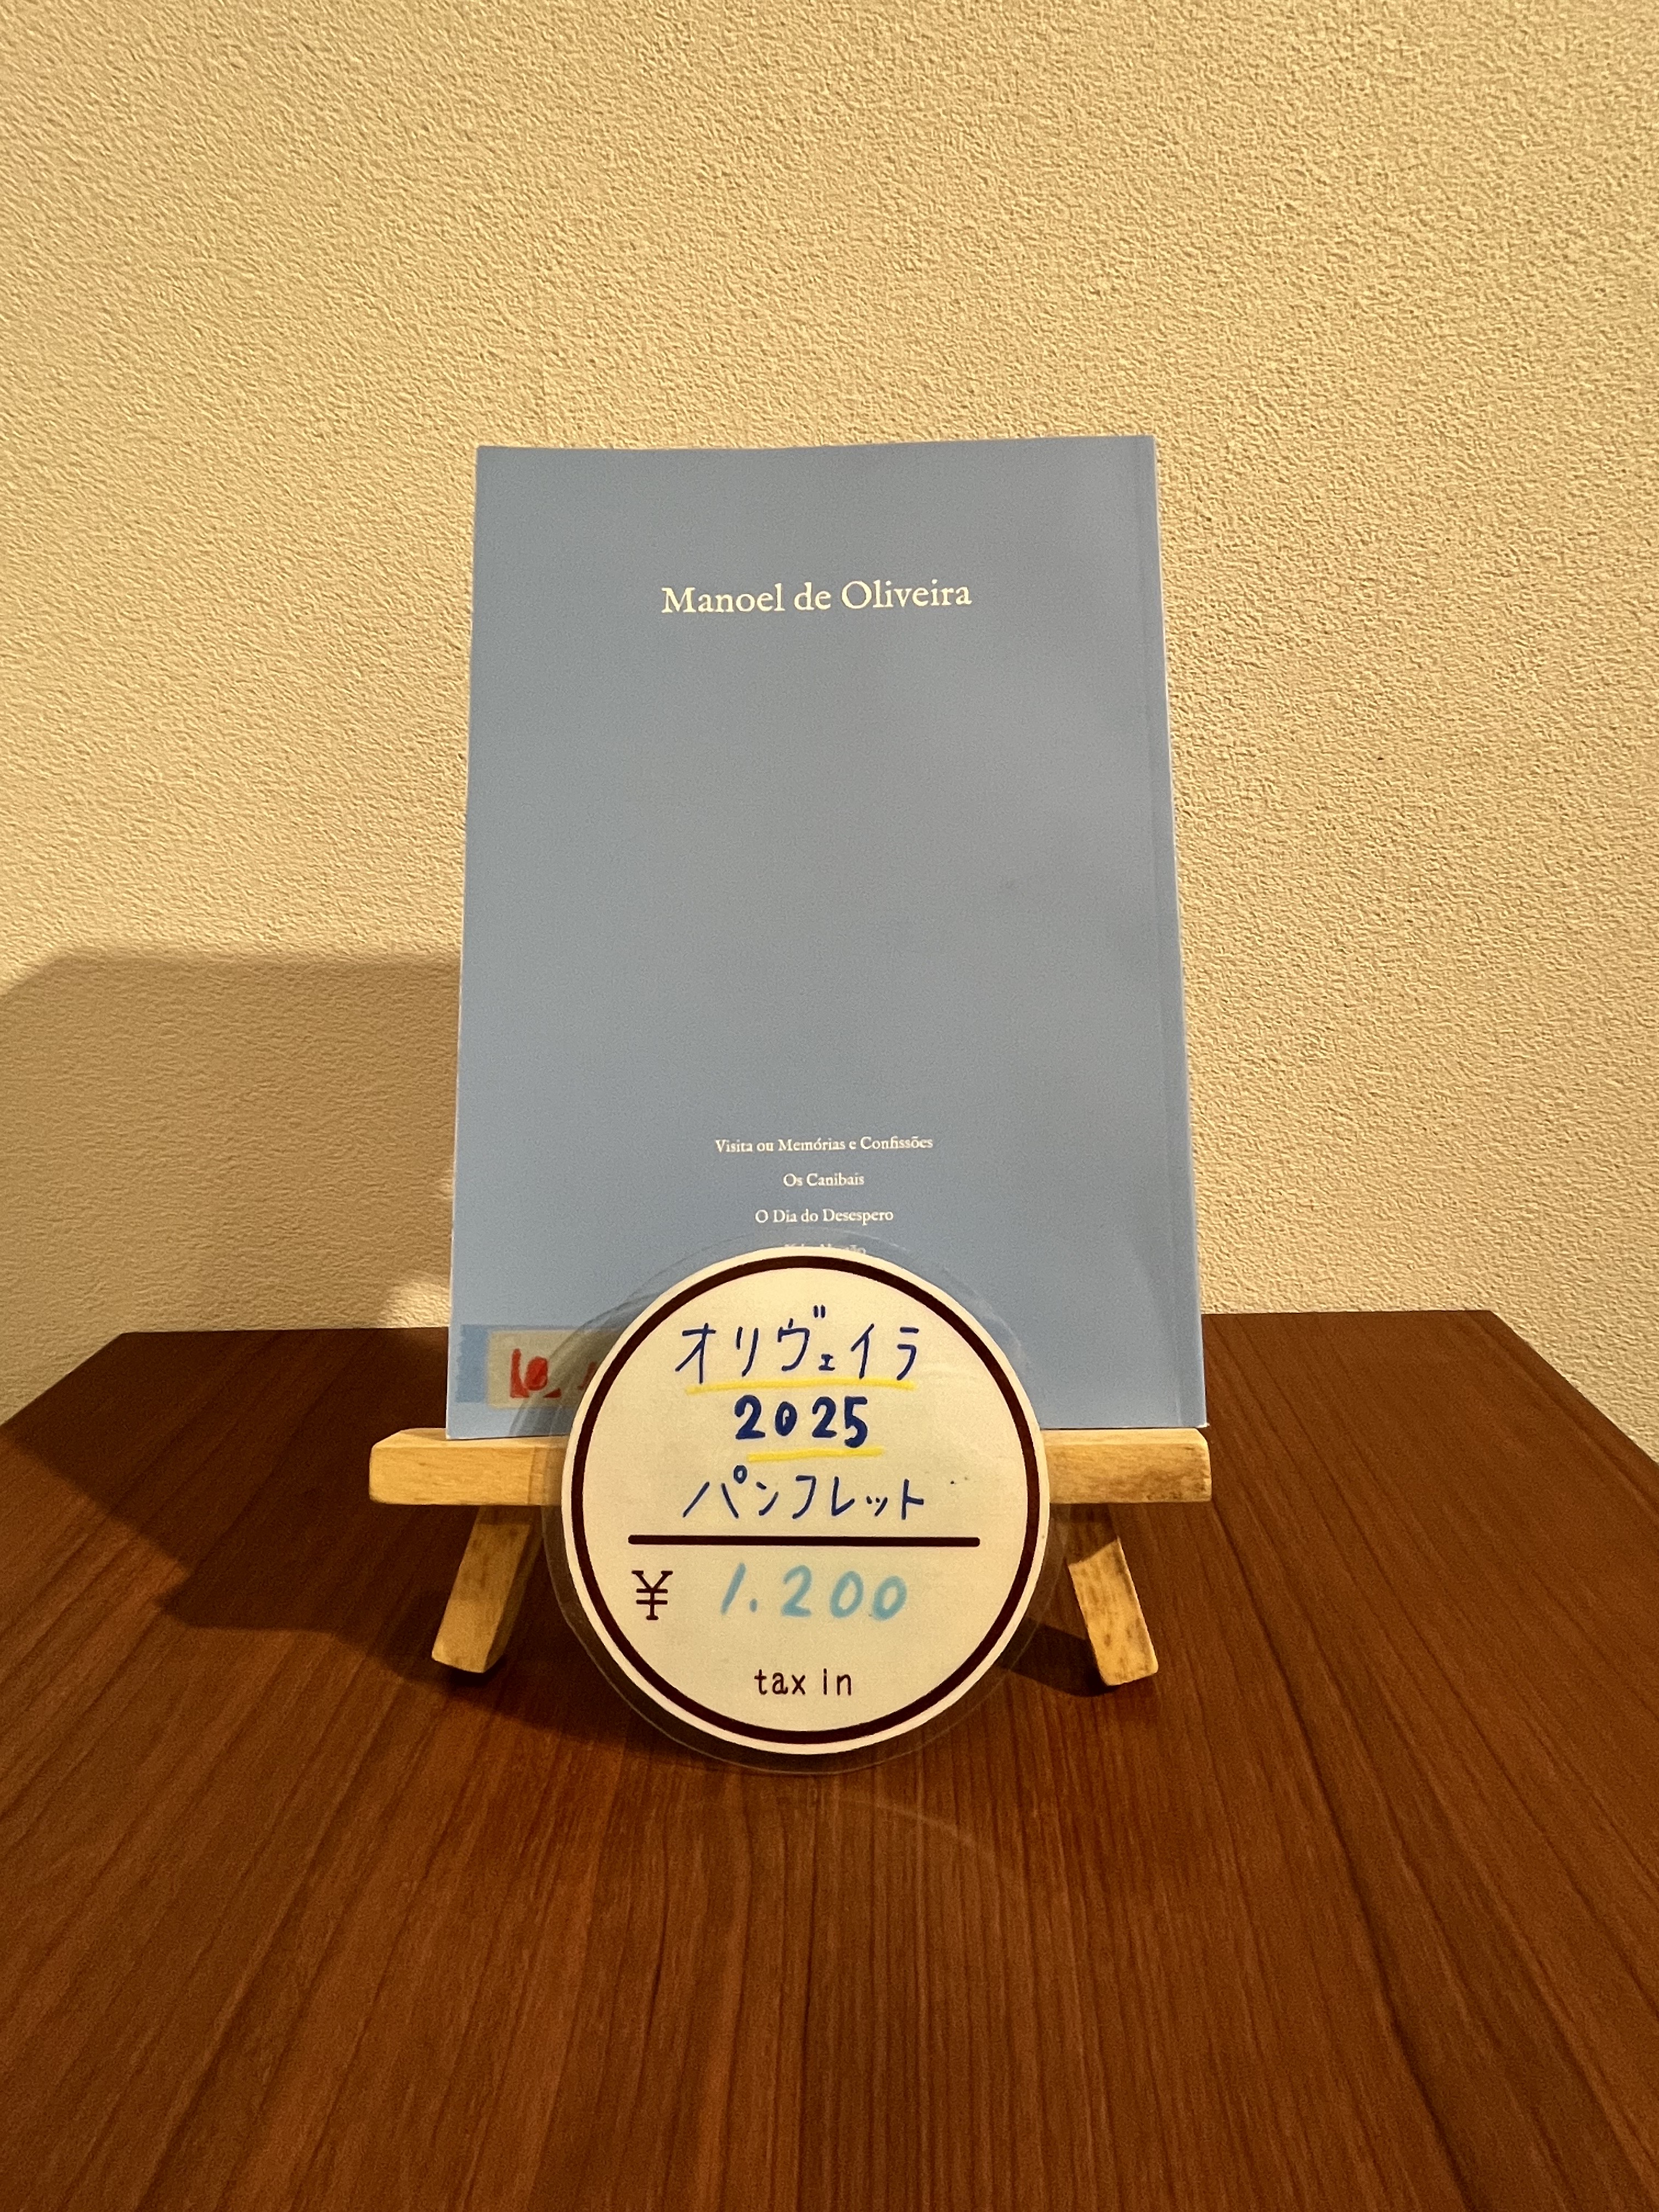 Manoel de Oliveira
Visita ou Memórias e Confissões
Os Canibais
O Dia do Desespero
オリヴェイラ
2025
パンフレット
¥ 1.200
tax in